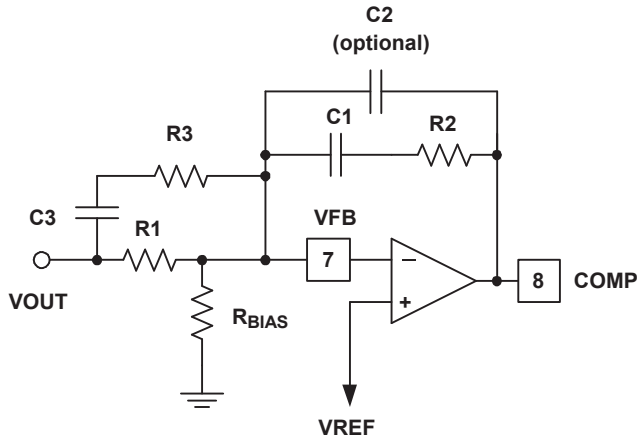 C2
(optional)
C1
R2
R3
C3
R1
VFB
7
8
COMP
VOUT
RBIAS
VREF